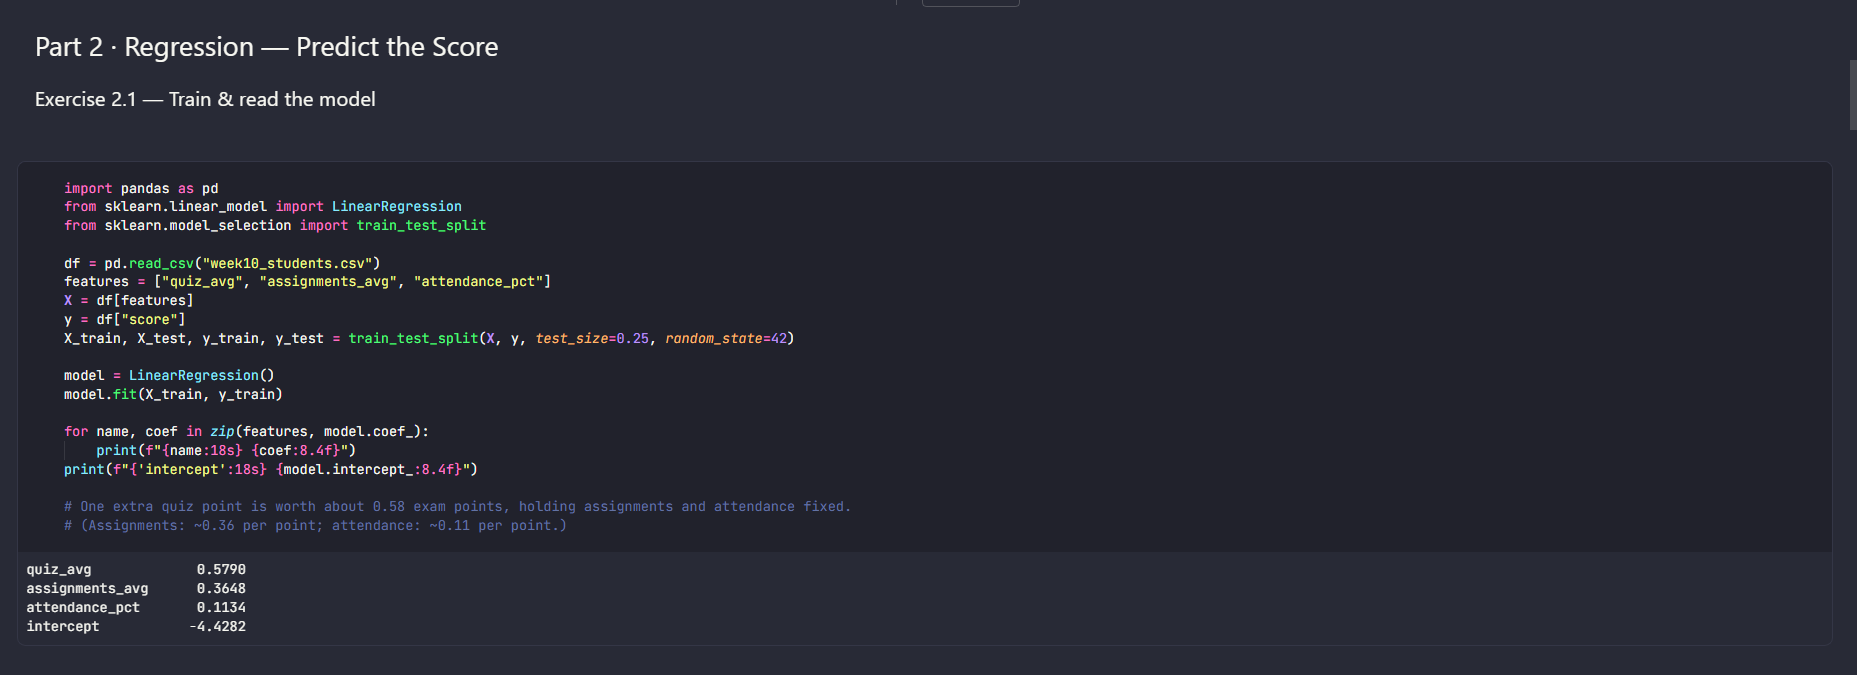 Part 2 · Regression — Predict the Score
Exercise 2.1 — Train & read the model
import pandas as pd
from sklearn.linear_model import LinearRegression
from sklearn.model_selection import train_test_split
df = pd.read_csv("week10_students.csv")
features = ["quiz_avg", "assignments_avg", "attendance_pct"]
X = df[features]
y = df["score"]
X_train, X_test, y_train, y_test = train_test_split(X, y, test_size=0.25, random_state=42)
model = LinearRegression()
model.fit(X_train, y_train)
for name, coef in zip(features, model.coef_):
    print(f"{name:18s} {coef:8.4f}")
print(f"{'intercept':18s} {model.intercept_:8.4f}")
# One extra quiz point is worth about 0.58 exam points, holding assignments and attendance fixed.
# (Assignments: ~0.36 per point; attendance: ~0.11 per point.)
quiz_avg             0.5790
assignments_avg      0.3648
attendance_pct       0.1134
intercept           -4.4282